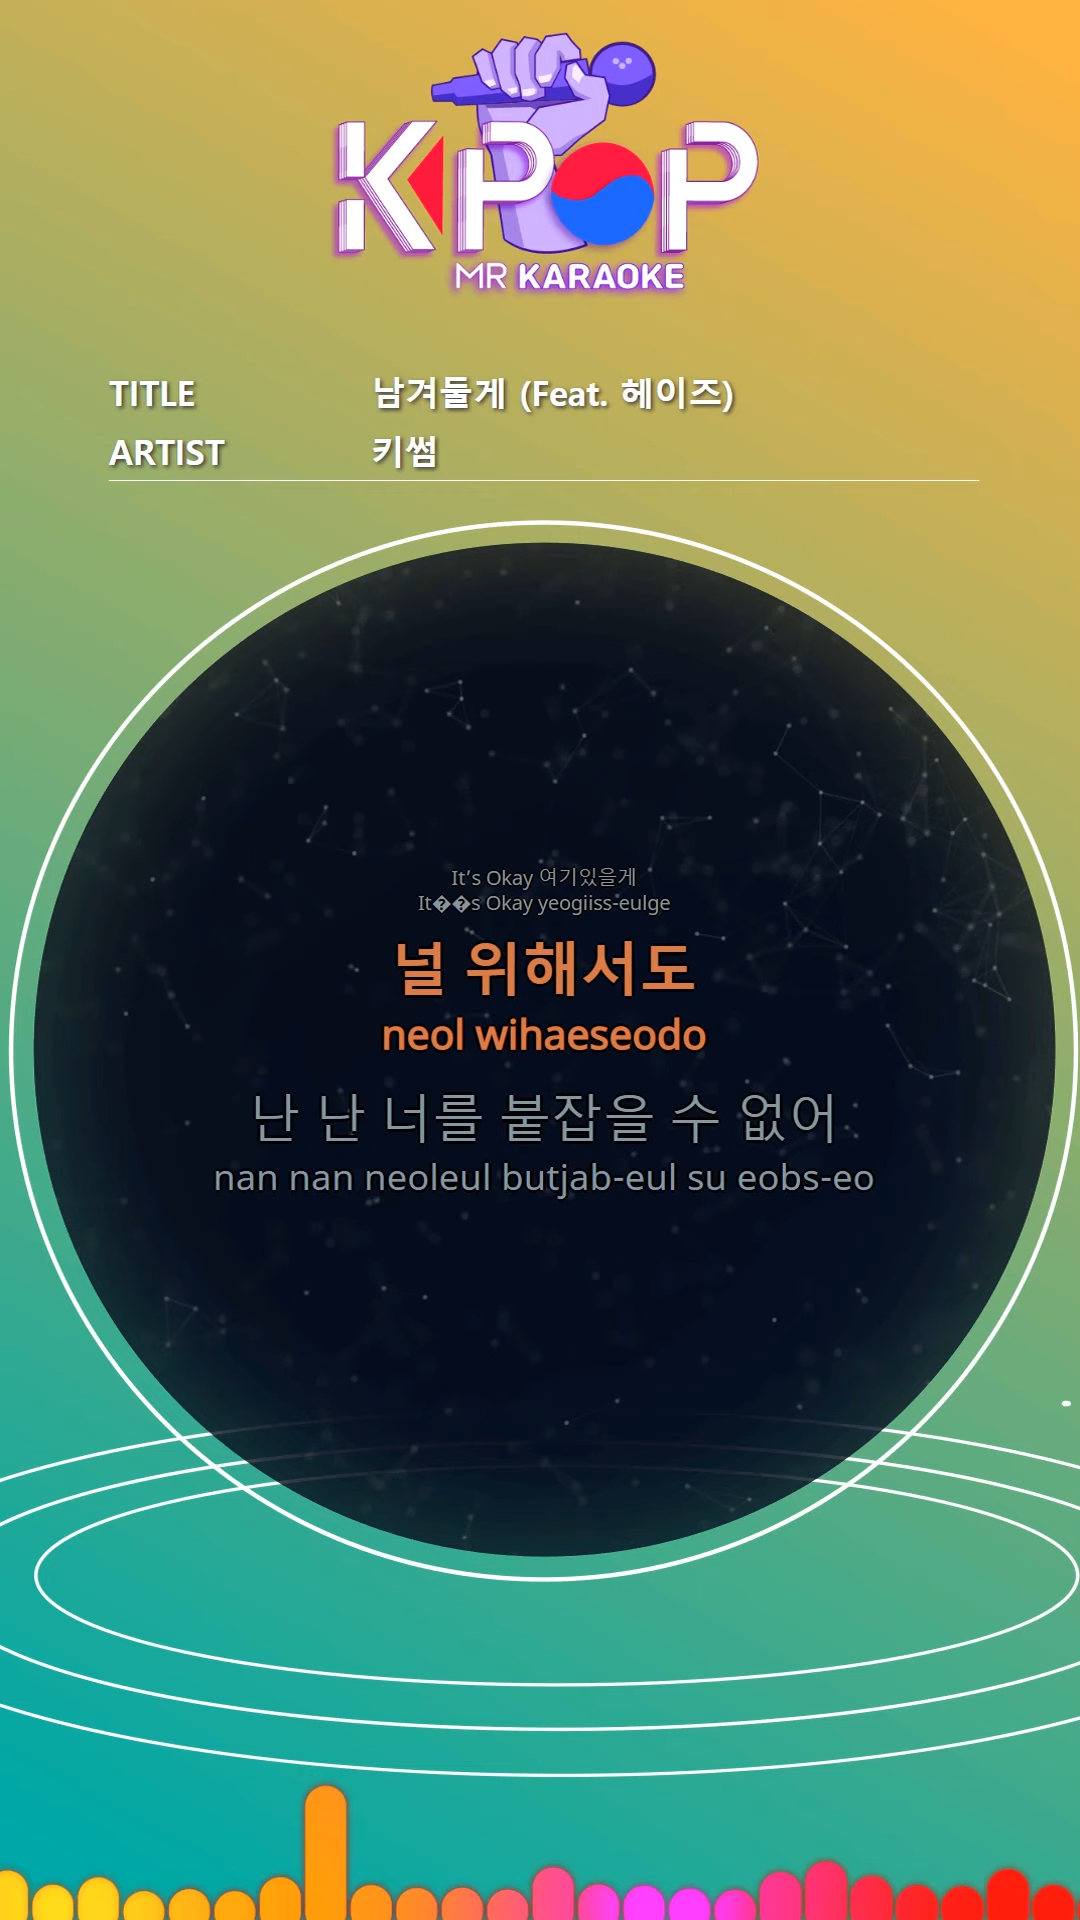 KPOP
MR KARAOKE
TITLE 남겨둘게 (Feat. 헤이즈)
ARTIST 키썸
It’s Okay 여기있을게
It��s Okay yeogiiss-eulge
널 위해서도
neol wihaeseodo
난 난 너를 붙잡을 수 없어
nan nan neoleul butjab-eul su eobs-eo